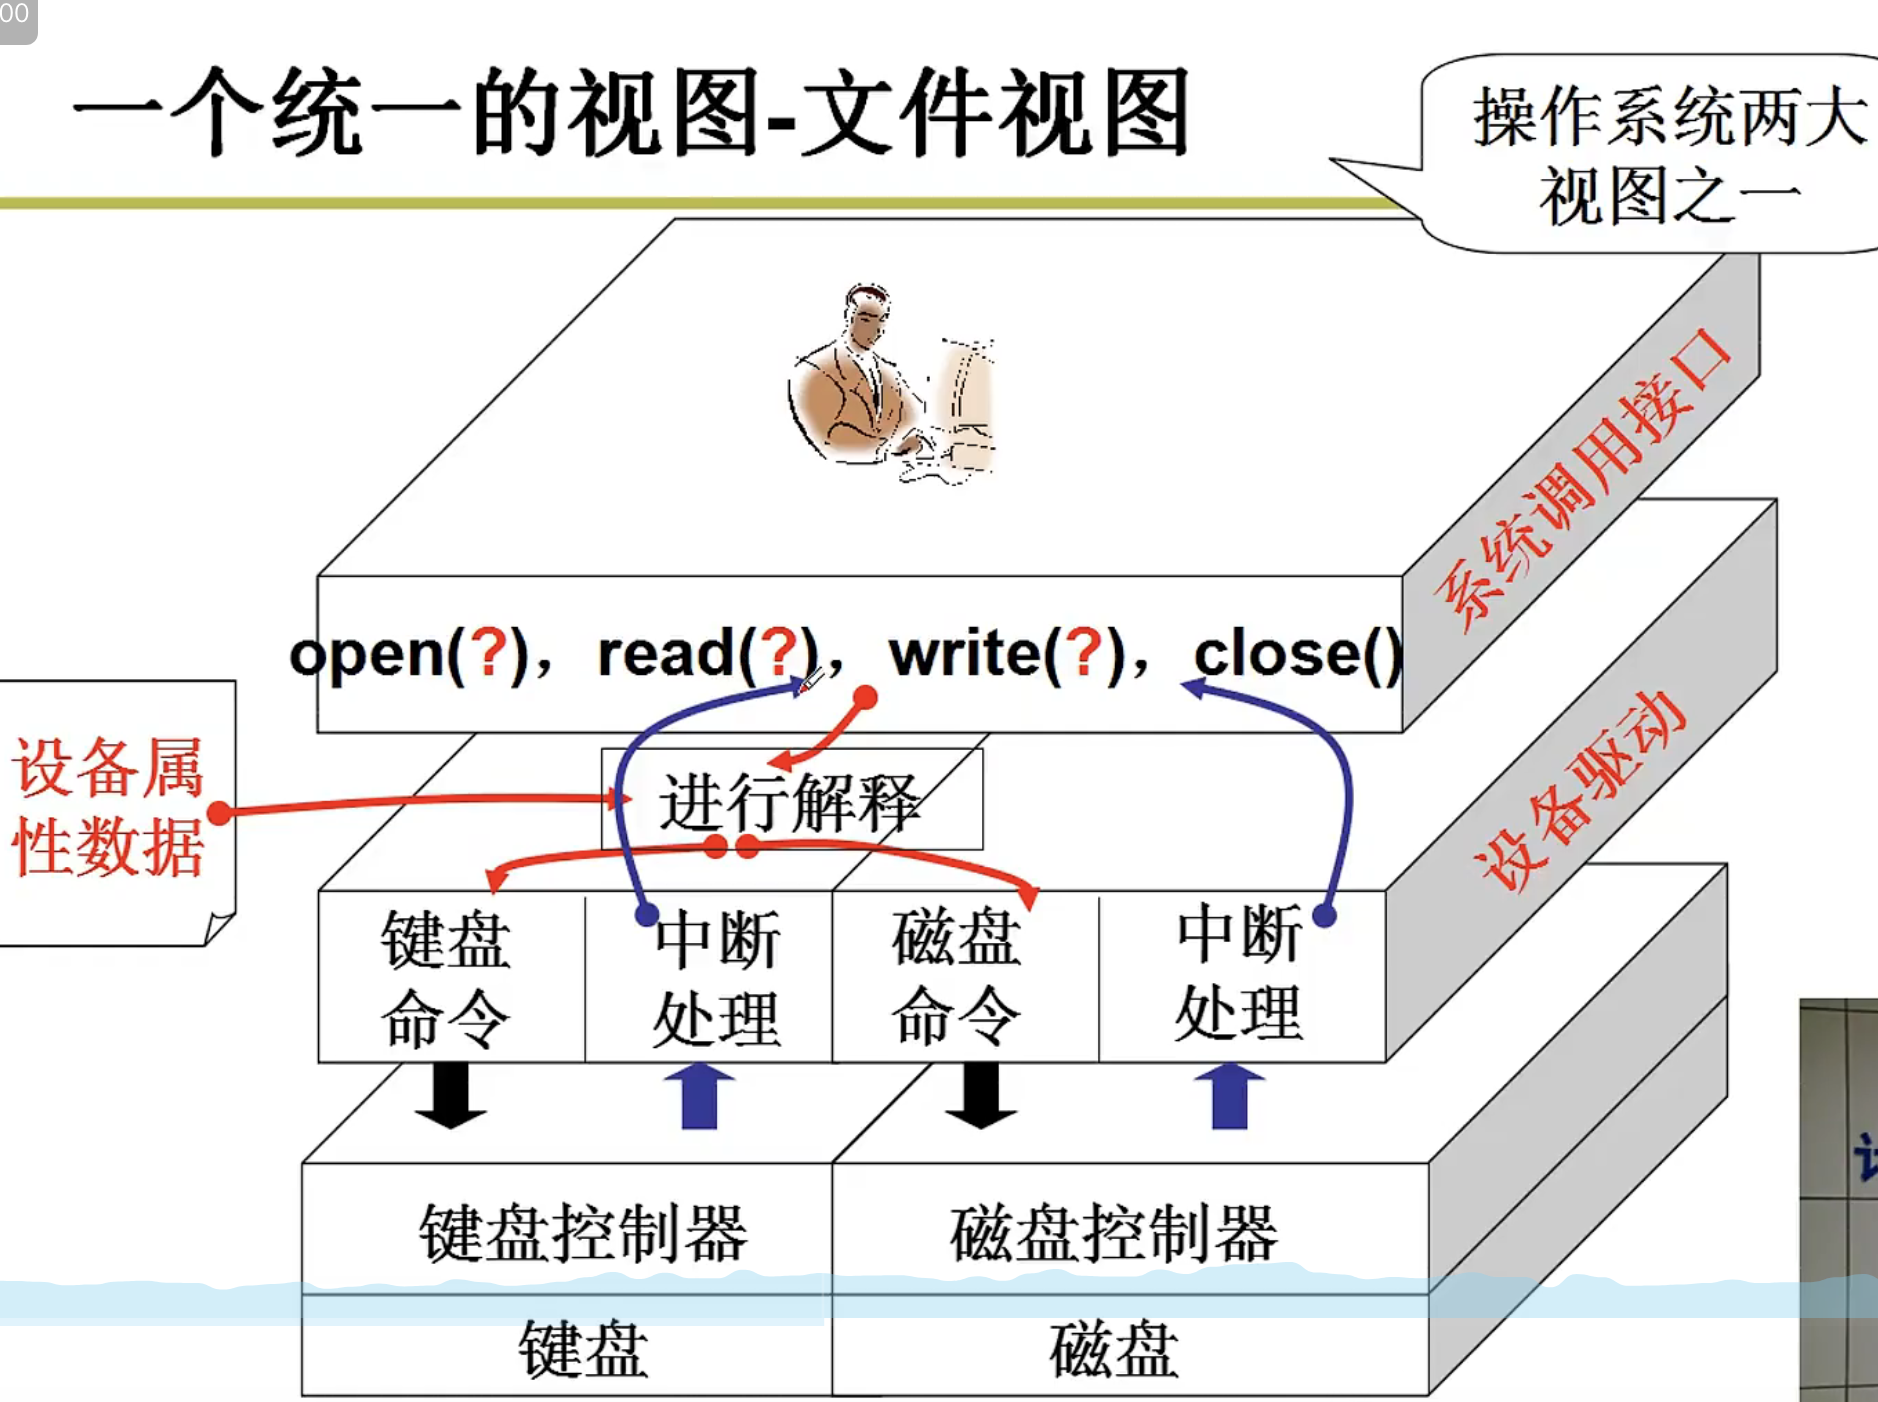 00
一个统一的视图-文件视图
操作系统两大
视图之一
系统调用接口
open(?)，read(?)，write(?)，close()
设备属
性数据
进行解释
设备驱动
键盘
命令
中断
处理
磁盘
命令
中断
处理
键盘控制器
磁盘控制器
键盘
磁盘